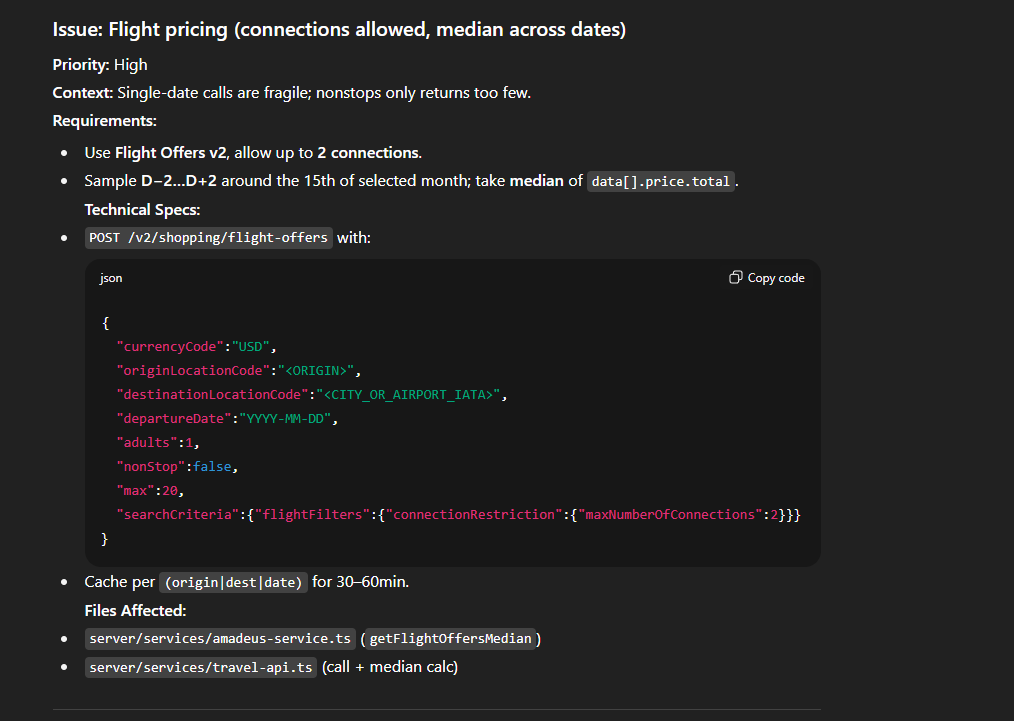 Issue: Flight pricing (connections allowed, median across dates)
Priority: High
Context: Single-date calls are fragile; nonstops only returns too few.
Requirements:
• Use Flight Offers v2, allow up to 2 connections.
• Sample D−2…D+2 around the 15th of selected month; take median of data[].price.total.
Technical Specs:
• POST /v2/shopping/flight-offers with:
json
Copy code
{
"currencyCode":"USD",
"originLocationCode":"<ORIGIN>",
"destinationLocationCode":"<CITY_OR_AIRPORT_IATA>",
"departureDate":"YYYY-MM-DD",
"adults":1,
"nonStop":false,
"max":20,
"searchCriteria":{"flightFilters":{"connectionRestriction":{"maxNumberOfConnections":2}}}
}
• Cache per (origin|dest|date) for 30–60min.
Files Affected:
• server/services/amadeus-service.ts (getFlightOffersMedian)
• server/services/travel-api.ts (call + median calc)